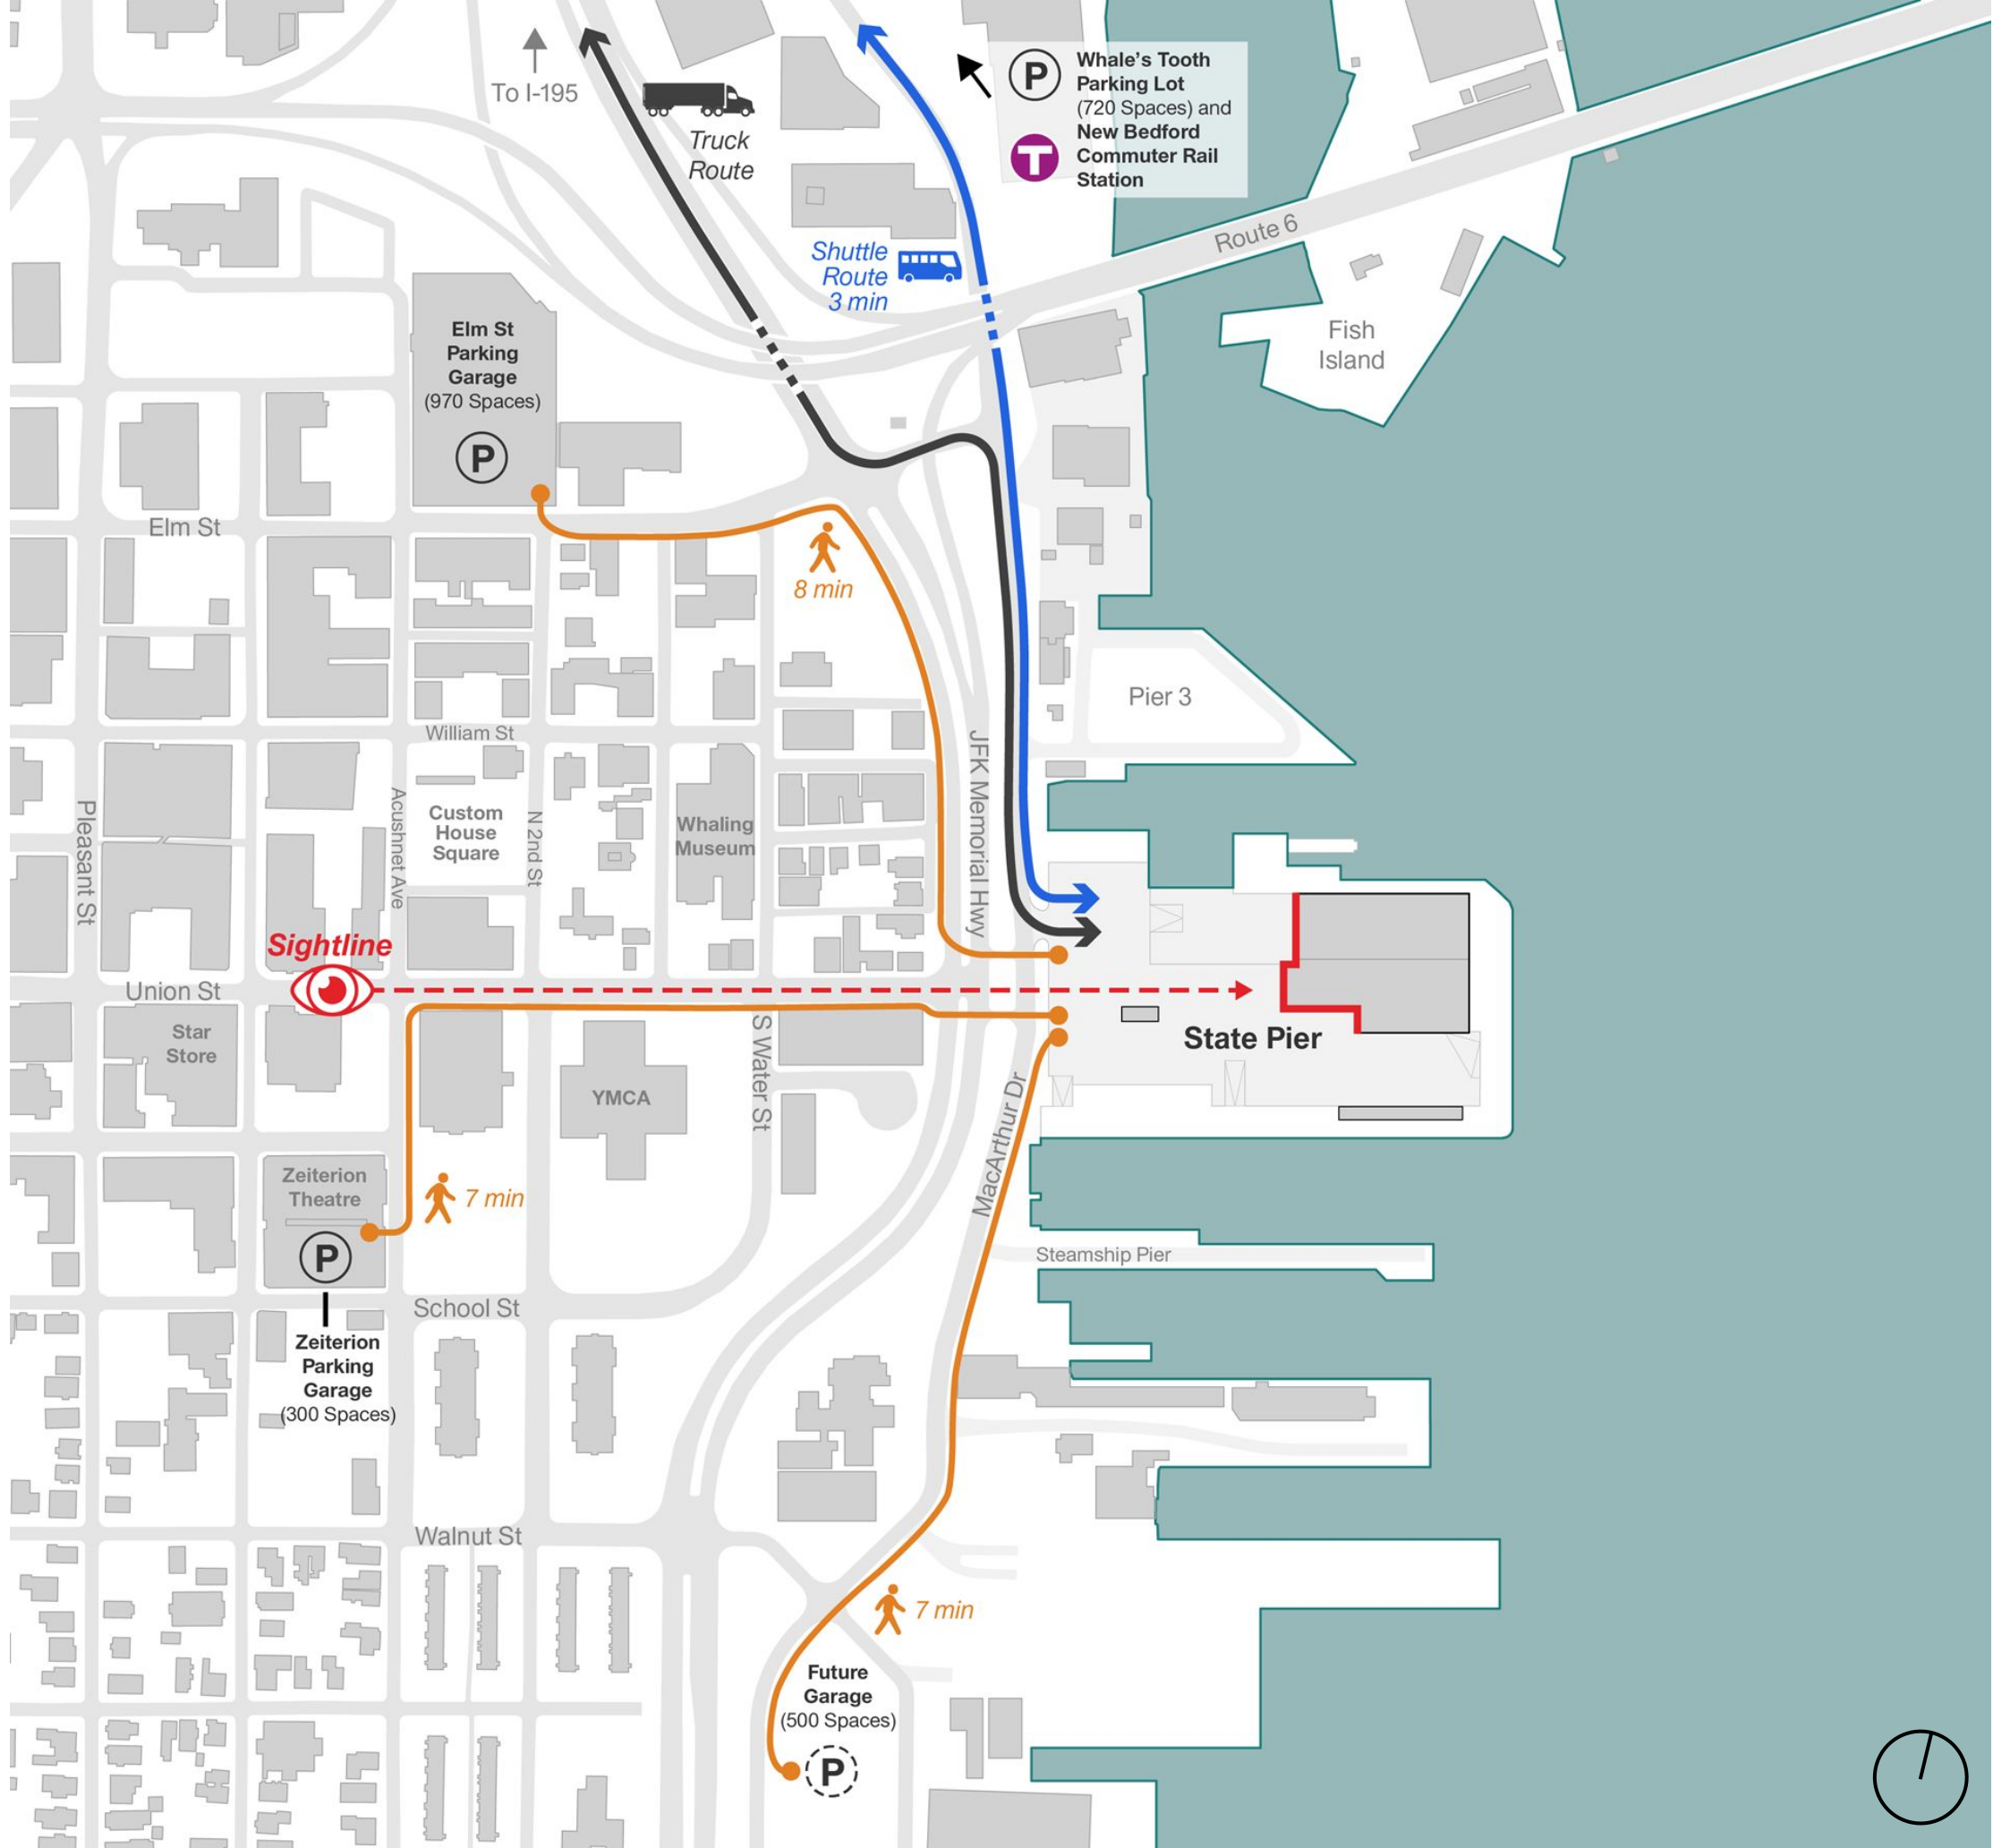 To I-195
Truck
Route
P
Whale's Tooth
Parking Lot
(720 Spaces) and
T
New Bedford
Commuter Rail
Station
Shuttle
Route
3 min
Route 6
Fish
Island
Elm St
Parking
Garage
(970 Spaces)
P
Elm St
8 min
Pier 3
William St
JFK Memorial Hwy
Pleasant St
Acushnet Ave
Custom
House
Square
N 2nd St
Whaling
Museum
Sightline
Union St
Star
Store
State Pier
S Water St
YMCA
MacArthur Dr
Zeiterion
Theatre
P
7 min
Steamship Pier
School St
Zeiterion
Parking
Garage
(300 Spaces)
Walnut St
7 min
Future
Garage
(500 Spaces)
P